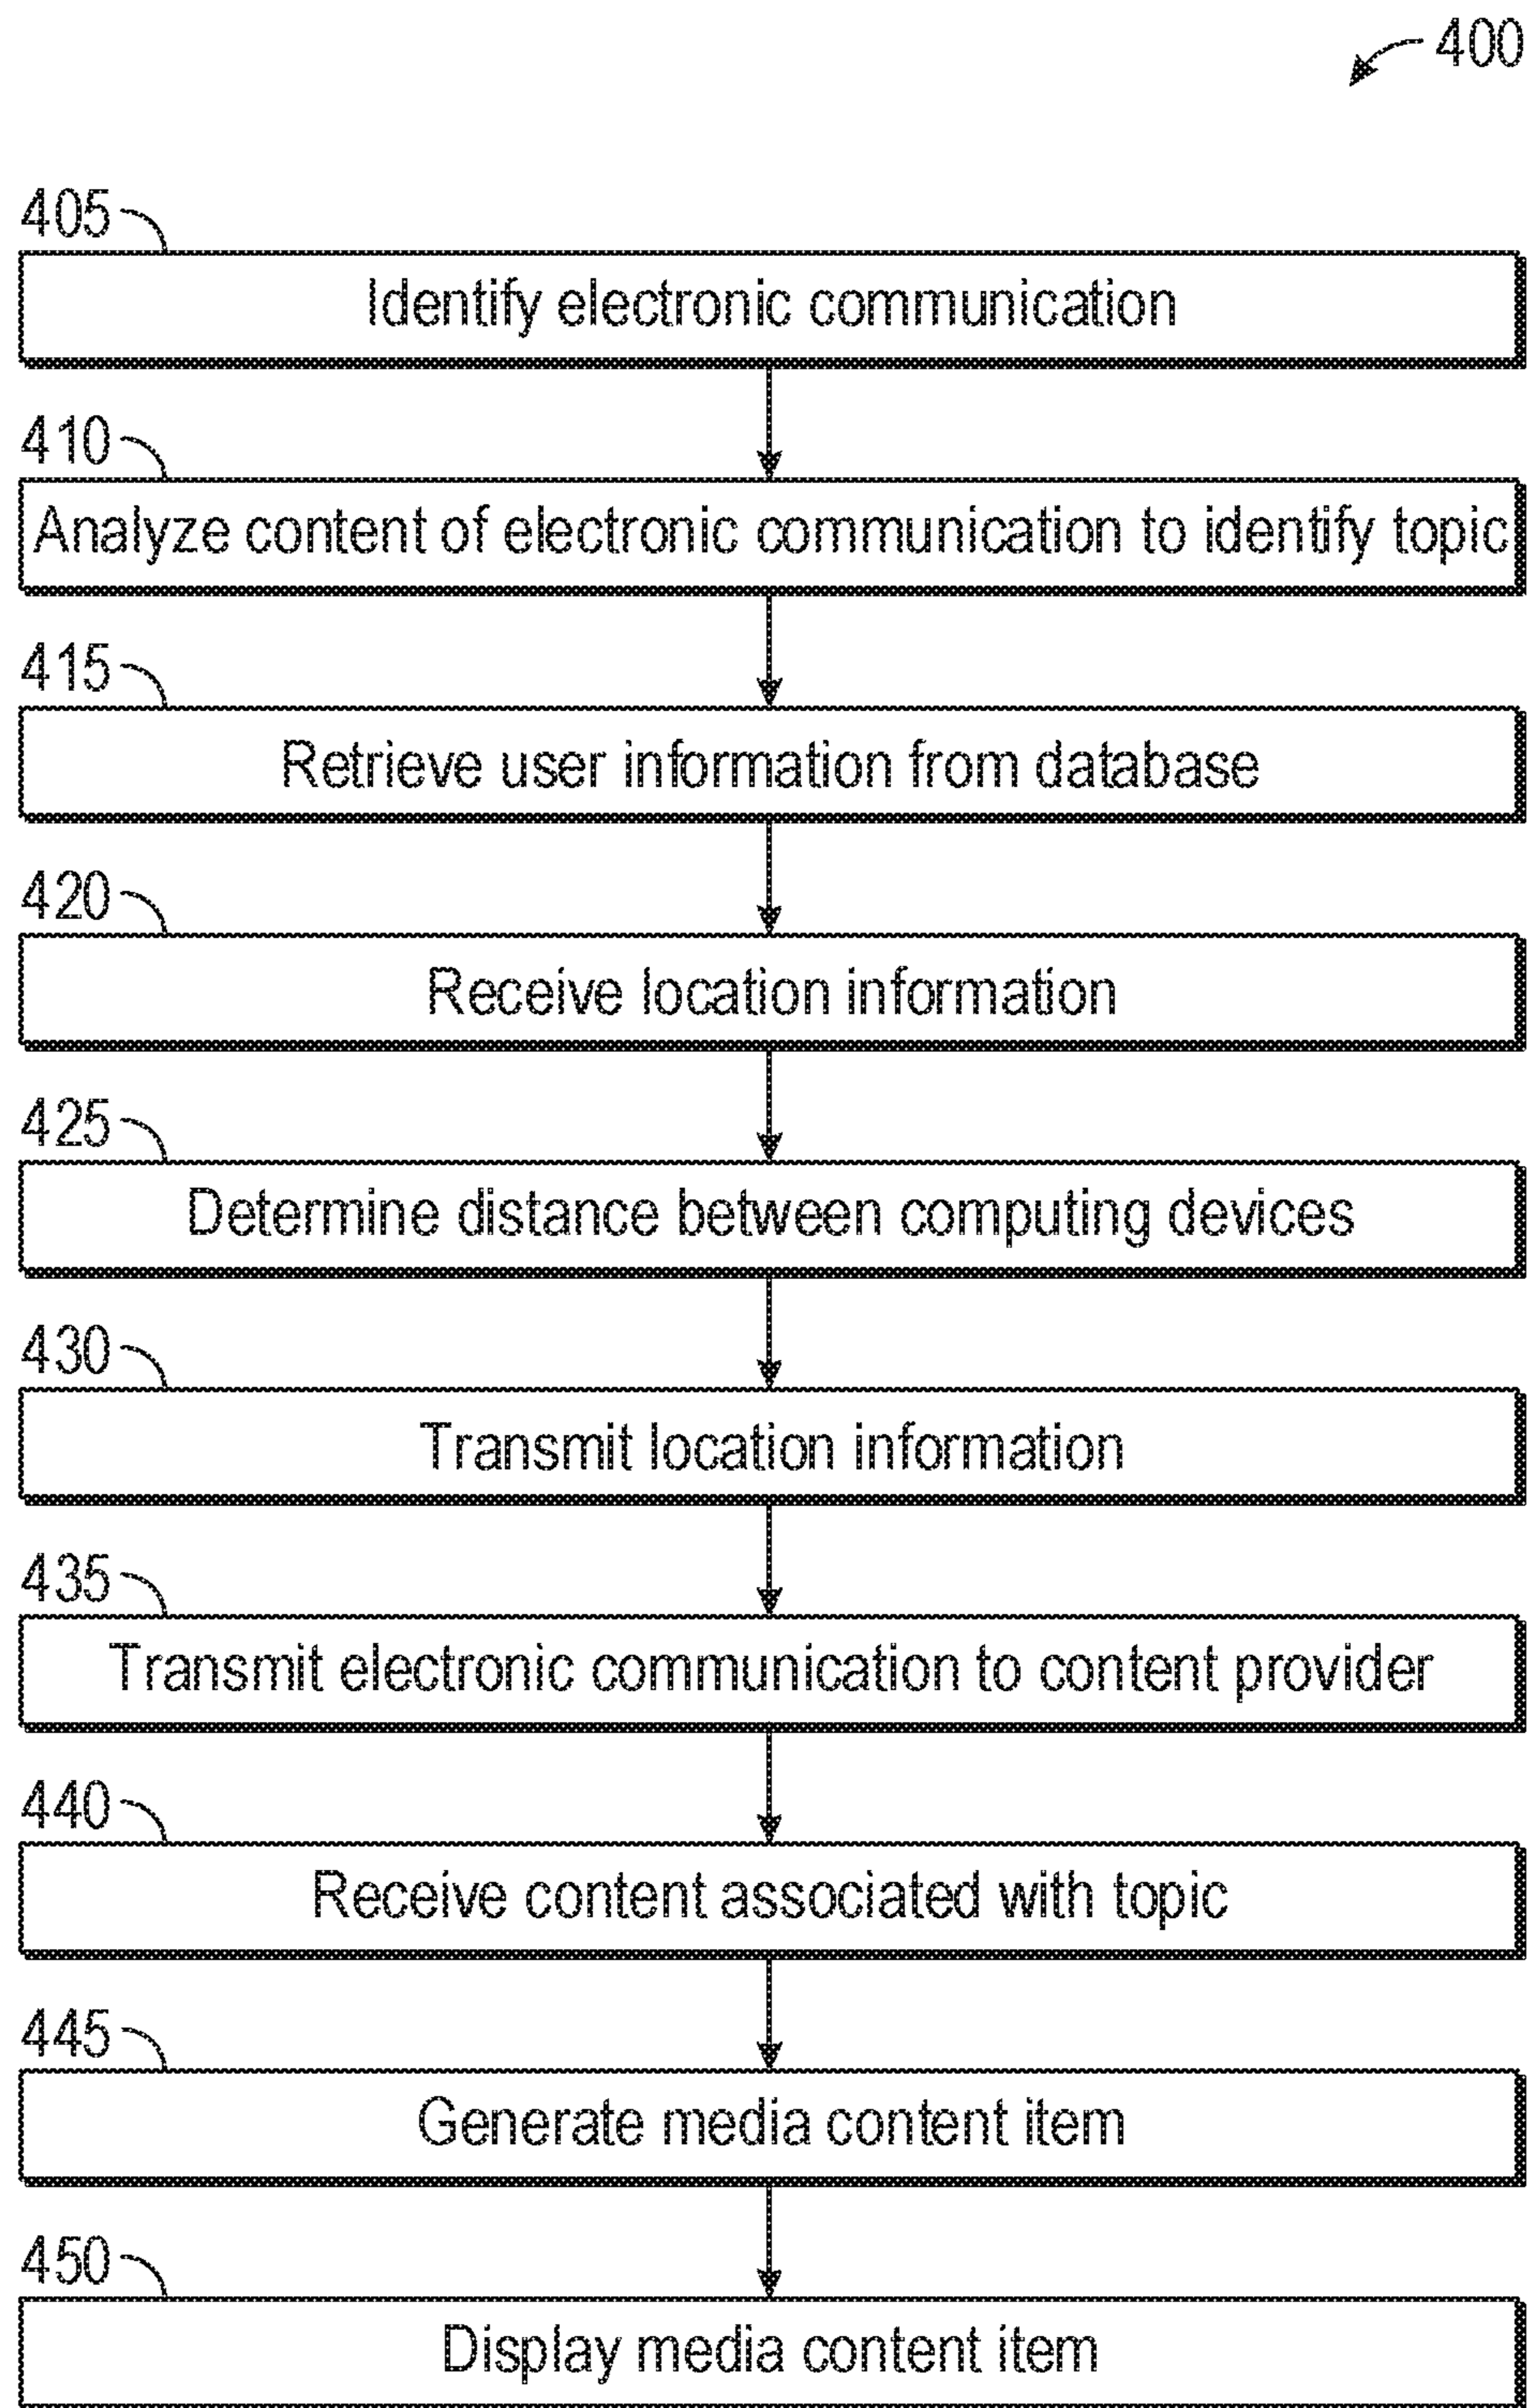 400
405
Identify electronic communication
410
Analyze content of electronic communication to identify topic
415
Retrieve user information from database
420
Receive location information
425
Determine distance between computing devices
430
Transmit location information
435
Transmit electronic communication to content provider
440
Receive content associated with topic
445
Generate media content item
450
Display media content item